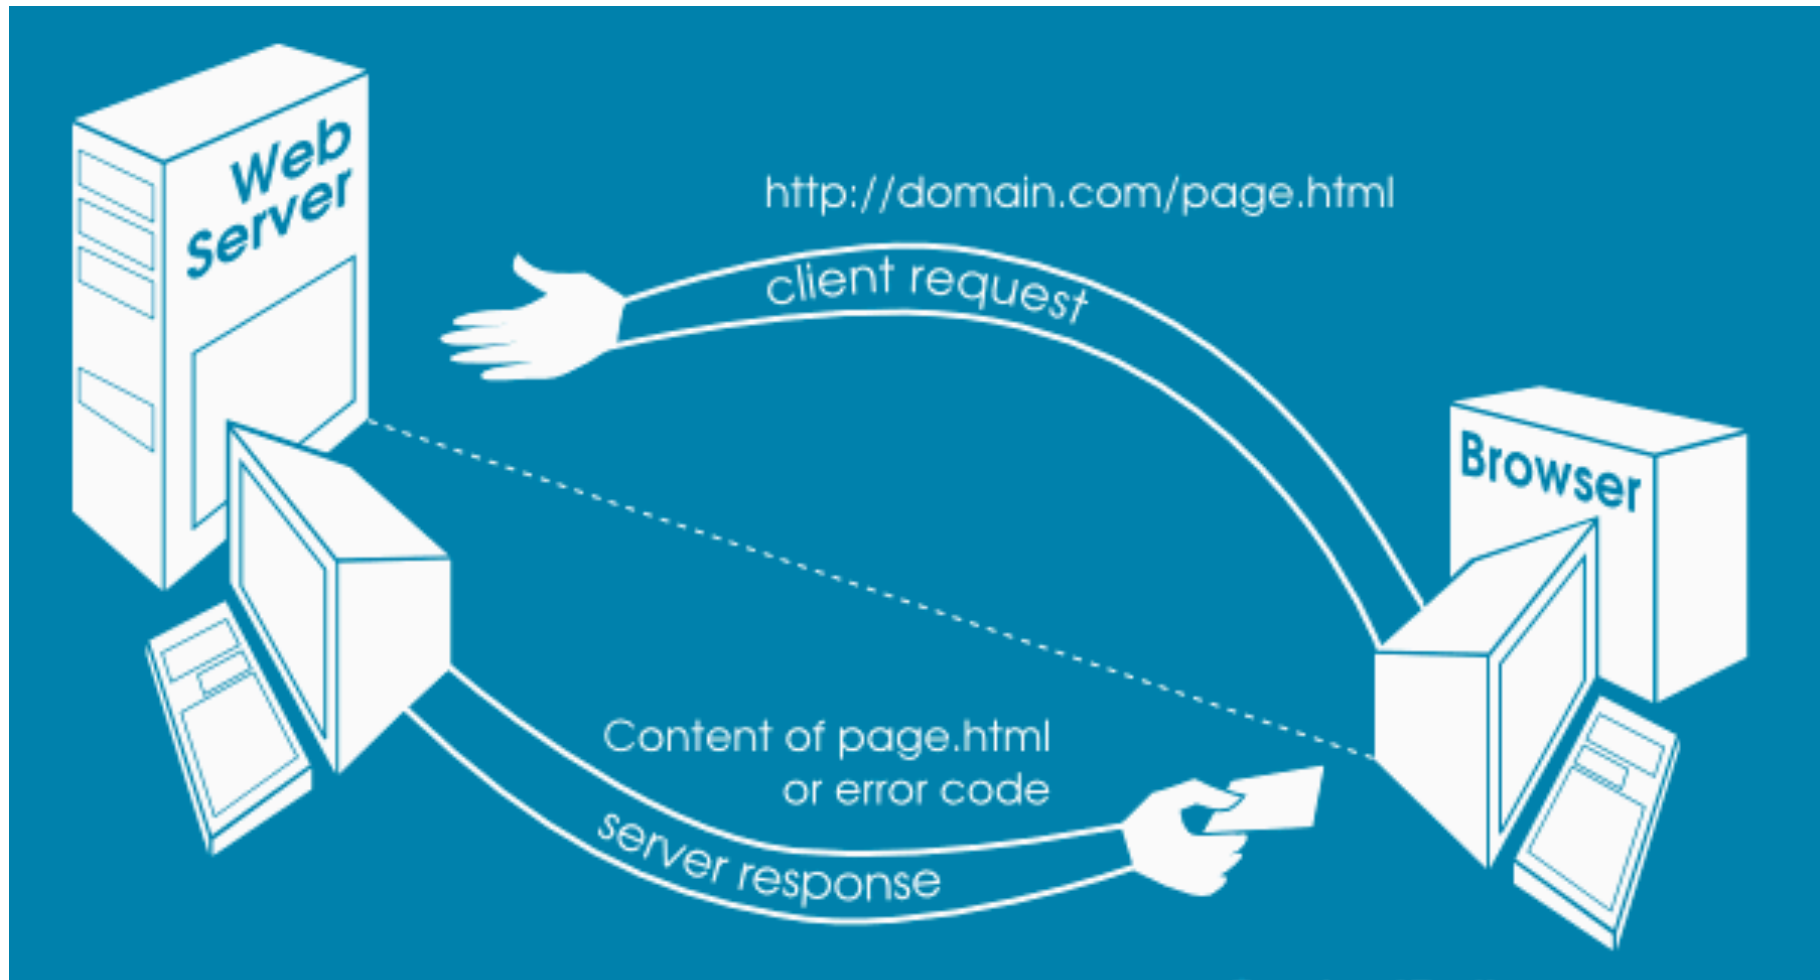 Web
Server
http://domain.com/page.html
client request
Browser
Content of page.html
or error code
server response